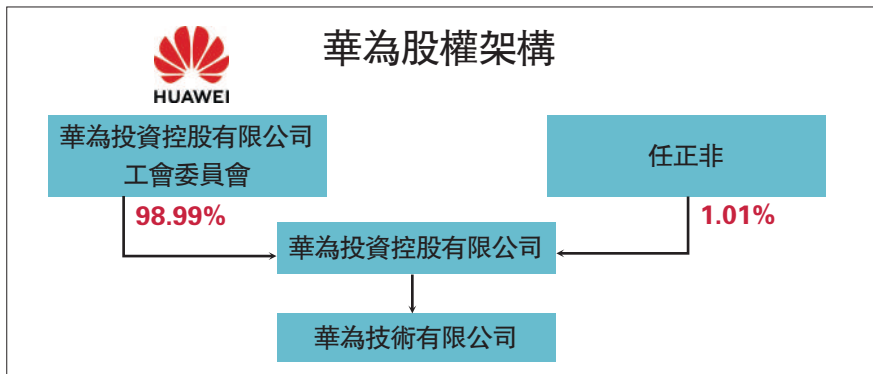 華為股權架構
HUAWEI
華為投資控股有限公司
工會委員會
任正非
98.99%
1.01%
華為投資控股有限公司
華為技術有限公司